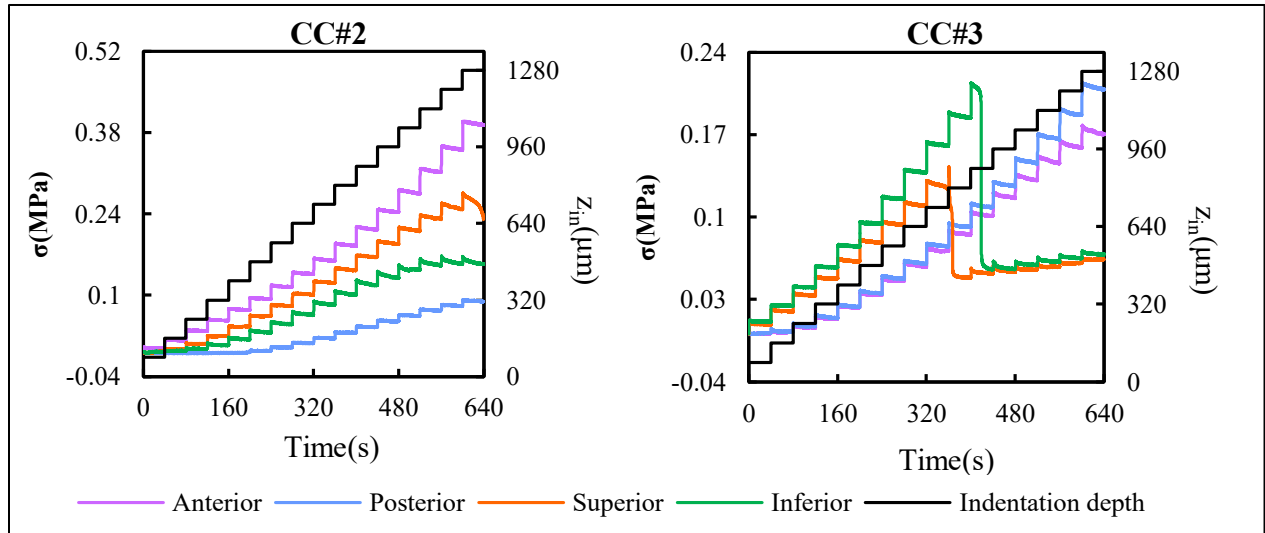 CC#2
0.52
0.38
0.24
0.1
-0.04
σ(MPa)
1280
960
640
320
0
Z_in(µm)
0 160 320 480 640
Time(s)
CC#3
0.24
0.17
0.1
0.03
-0.04
σ(MPa)
1280
960
640
320
0
Z_in(µm)
0 160 320 480 640
Time(s)
Anterior Posterior Superior Inferior Indentation depth